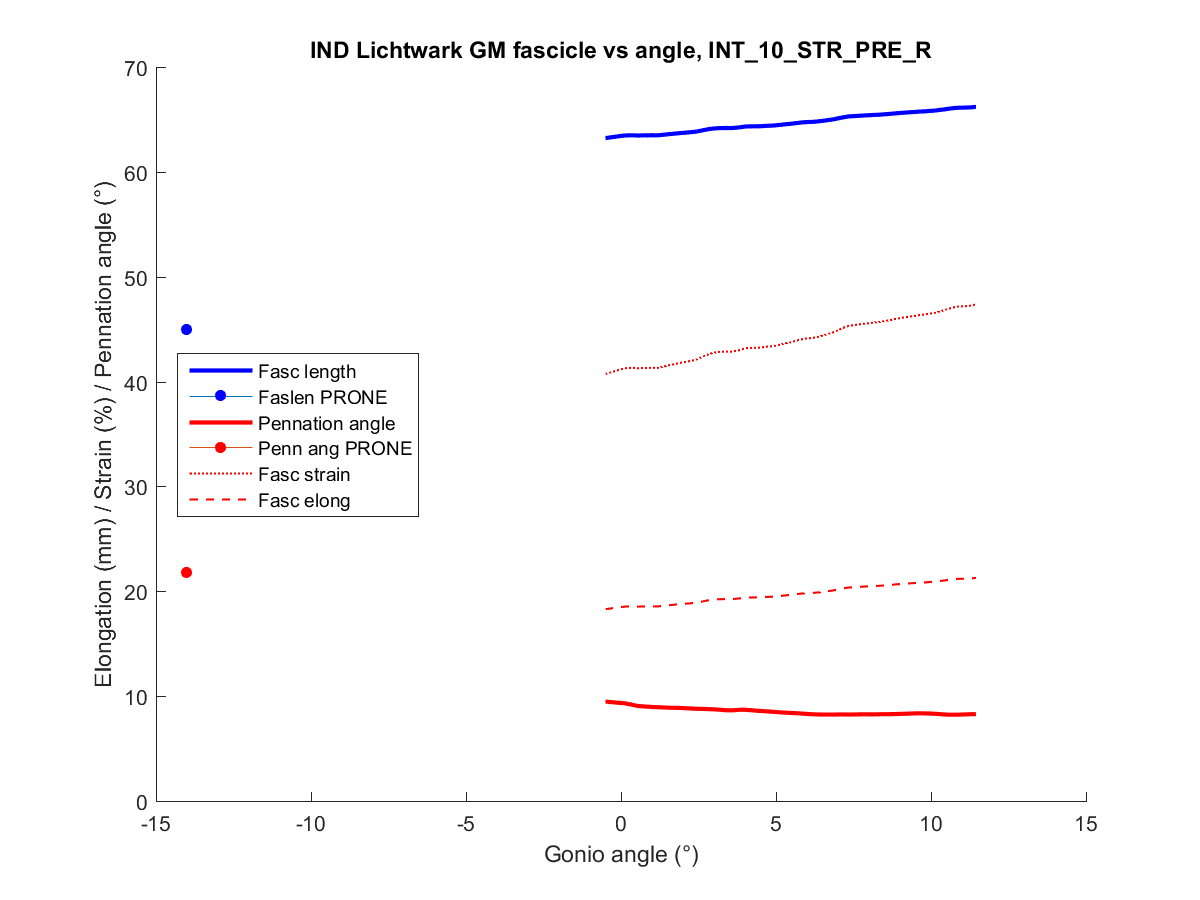 IND Lichtwark GM fascicle vs angle, INT_10_STR_PRE_R
Elongation (mm) / Strain (%) / Pennation angle (°)
70
60
50
40
30
20
10
0
Fasc length
Faslen PRONE
Pennation angle
Penn ang PRONE
Fasc strain
Fasc elong
-15
-10
-5
0
5
10
15
Gonio angle (°)